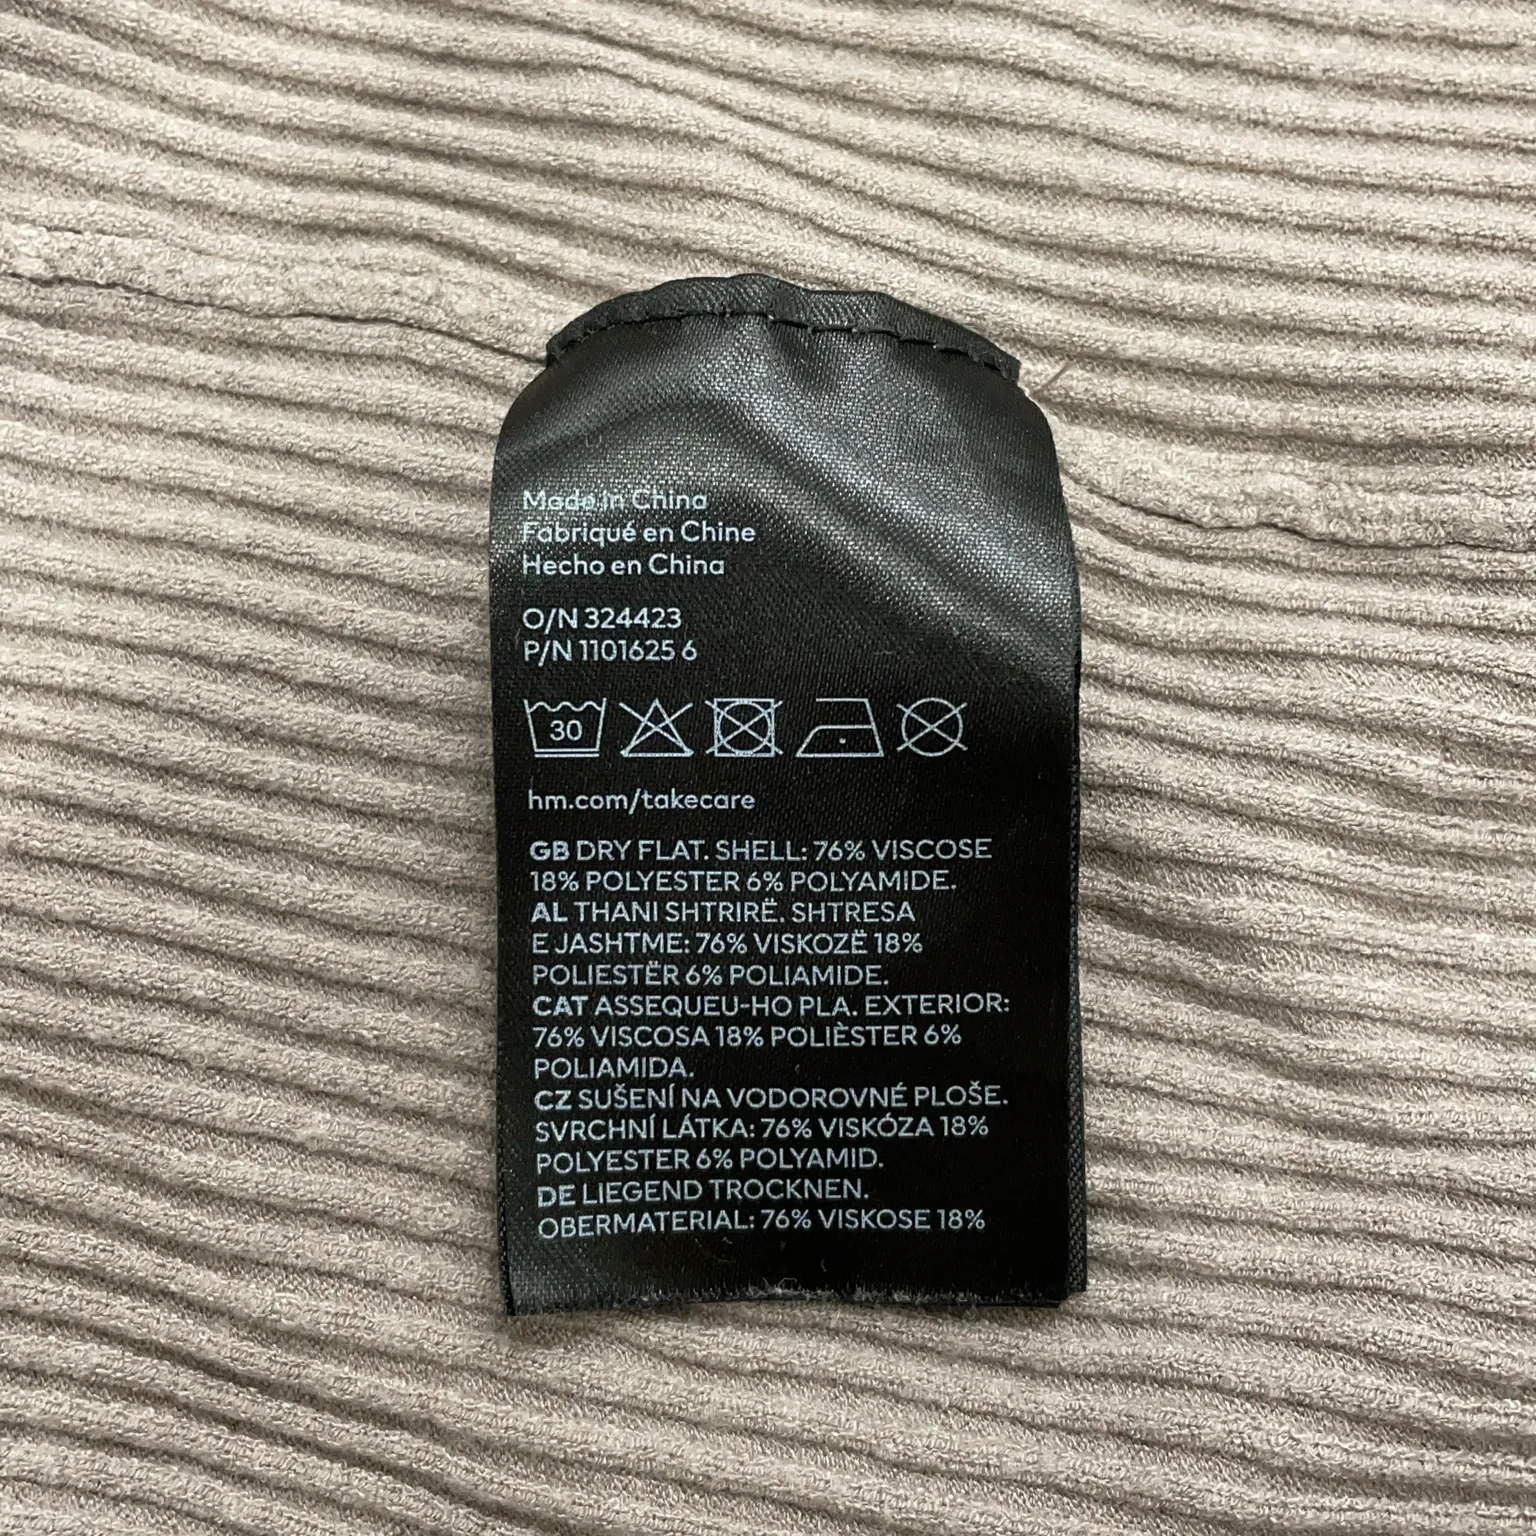 Made in China
Fabriqué en Chine
Hecho en China
O/N 324423
P/N 1101625 6
30
hm.com/takecare
GB DRY FLAT. SHELL: 76% VISCOSE
18% POLYESTER 6% POLYAMIDE.
AL THANI SHTRIRË. SHTRESA
E JASHTME: 76% VISKOZË 18%
POLIESTËR 6% POLIAMIDE.
CAT ASSEQUEU-HO PLA. EXTERIOR:
76% VISCOSA 18% POLIÈSTER 6%
POLIAMIDA.
CZ SUŠENÍ NA VODOROVNÉ PLOŠE.
SVRCHNÍ LÁTKA: 76% VISKÓZA 18%
POLYESTER 6% POLYAMID.
DE LIEGEND TROCKNEN.
OBERMATERIAL: 76% VISKOSE 18%